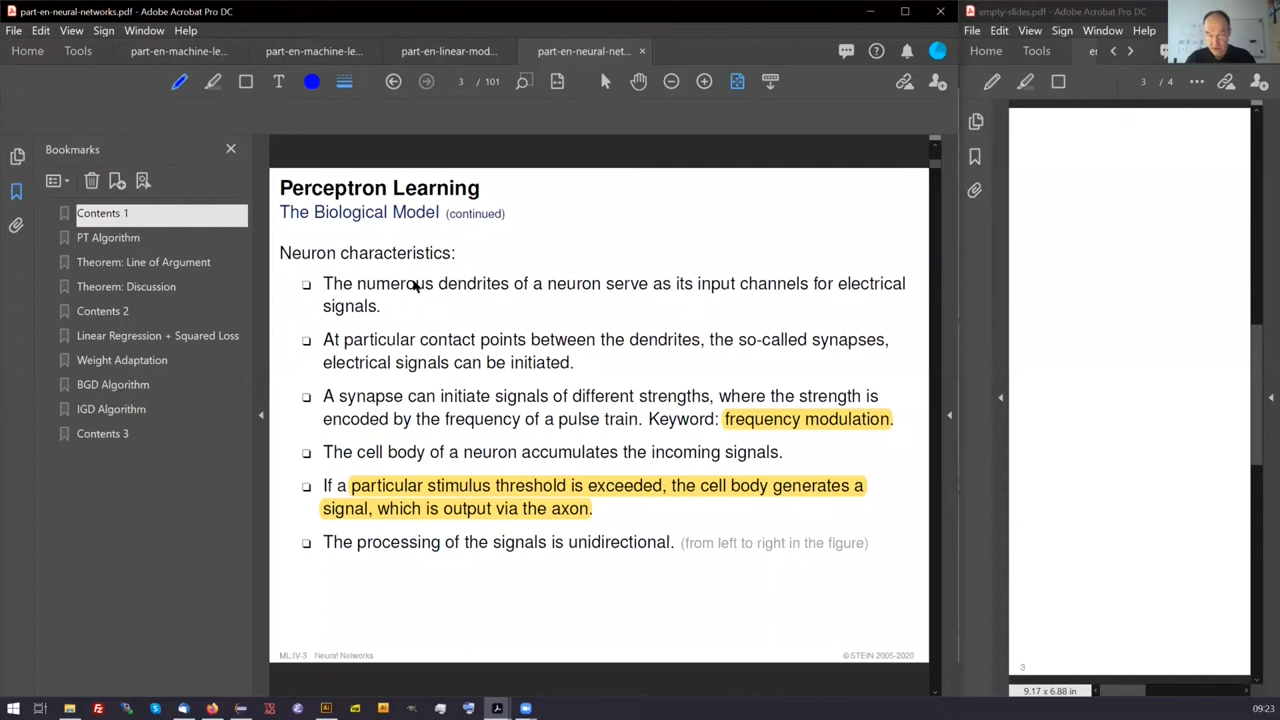 part-en-neural-networks.pdf - Adobe Acrobat Pro DC
File Edit View Sign Window Help
Home Tools part-en-machine-le... part-en-machine-le... part-en-linear-mod... part-en-neural-net... ×
3 / 101
Bookmarks
Contents 1
PT Algorithm
Theorem: Line of Argument
Theorem: Discussion
Contents 2
Linear Regression + Squared Loss
Weight Adaptation
BGD Algorithm
IGD Algorithm
Contents 3
Perceptron Learning
The Biological Model (continued)
Neuron characteristics:
❑ The numerous dendrites of a neuron serve as its input channels for electrical
signals.
❑ At particular contact points between the dendrites, the so-called synapses,
electrical signals can be initiated.
❑ A synapse can initiate signals of different strengths, where the strength is
encoded by the frequency of a pulse train. Keyword: frequency modulation.
❑ The cell body of a neuron accumulates the incoming signals.
❑ If a particular stimulus threshold is exceeded, the cell body generates a
signal, which is output via the axon.
❑ The processing of the signals is unidirectional. (from left to right in the figure)
ML:IV-3 Neural Networks
©STEIN 2005-2020
empty-slides.pdf - Adobe Acrobat Pro DC
File Edit View Sign Window Help
Home Tools
3 / 4
3
9.17 x 6.88 in
09:23